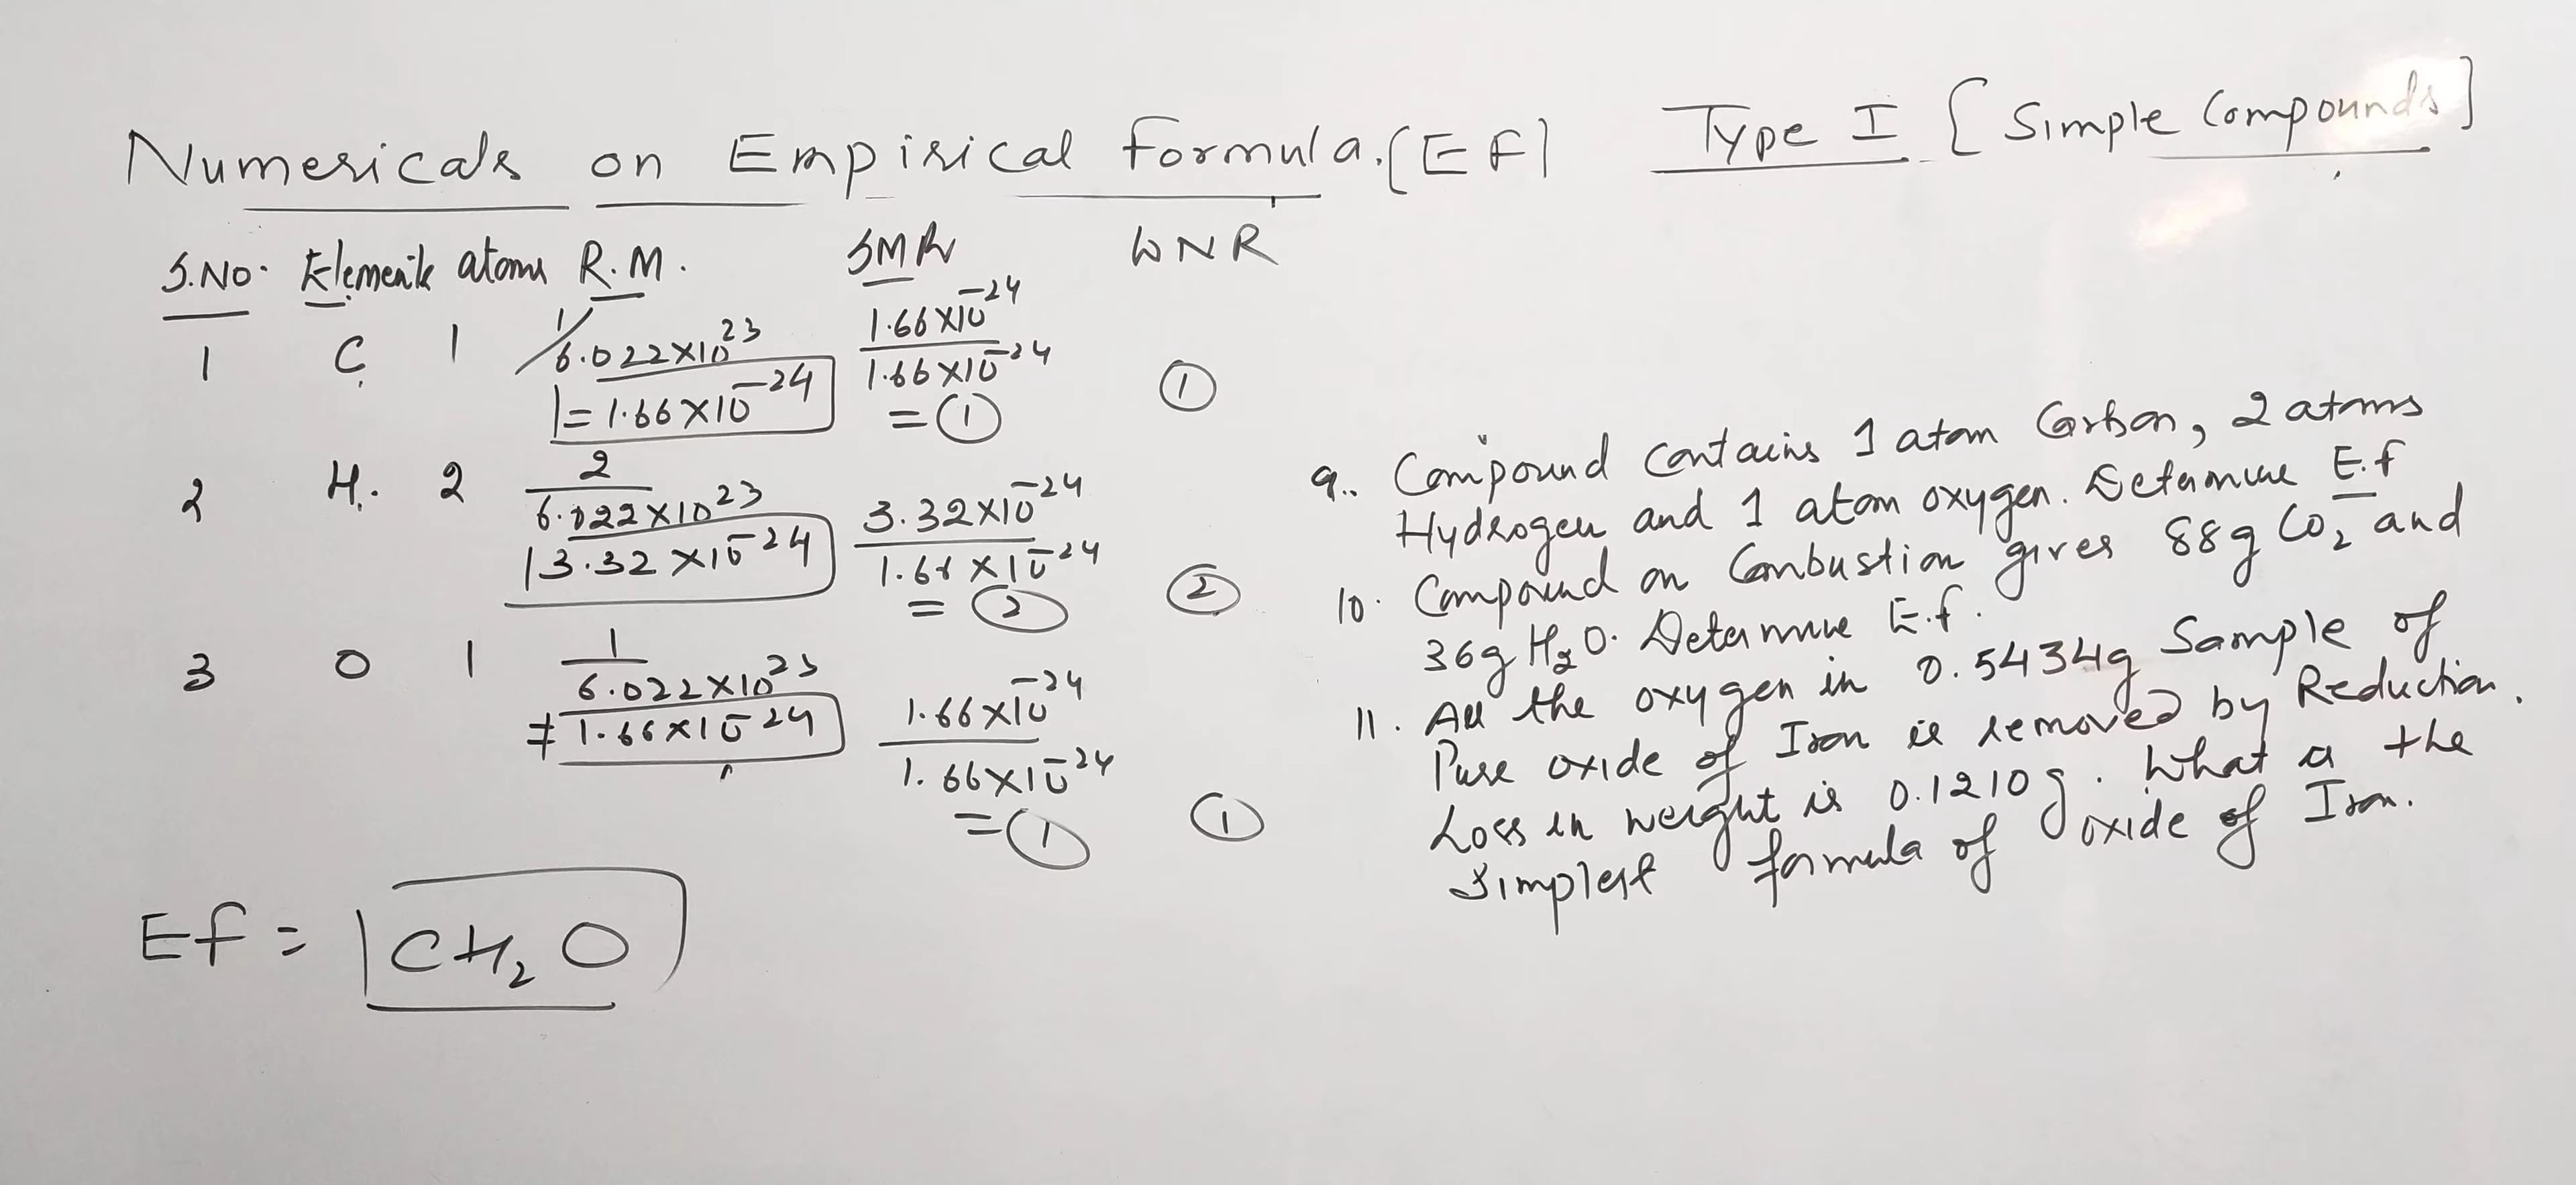 Numericals on Empirical Formula. [EF] Type I [Simple Compounds]
S.NO. Elements atoms R.M. SMR WNR
1 C 1 1/6.022×10^23 = 1.66×10^-24 1.66×10^-24/1.66×10^-24 = 1 1
2 H. 2 2/6.022×10^23 3.32×10^-24 3.32×10^-24/1.66×10^-24 = 2 2
3 O 1 1/6.022×10^23 = 1.66×10^-24 1.66×10^-24/1.66×10^-24 = 1 1
Ef = CH₂O
9.. Compound contains 1 atom Carbon, 2 atoms
Hydrogen and 1 atom oxygen. Determine E.f
10. Compound on Combustion gives 88g CO₂ and
36g H₂O. Determine E.f.
11. All the oxygen in 0.5434g Sample of
Pure oxide of Iron is removed by Reduction.
Loss in weight is 0.1210g. What is the
Simplest formula of oxide of Iron.